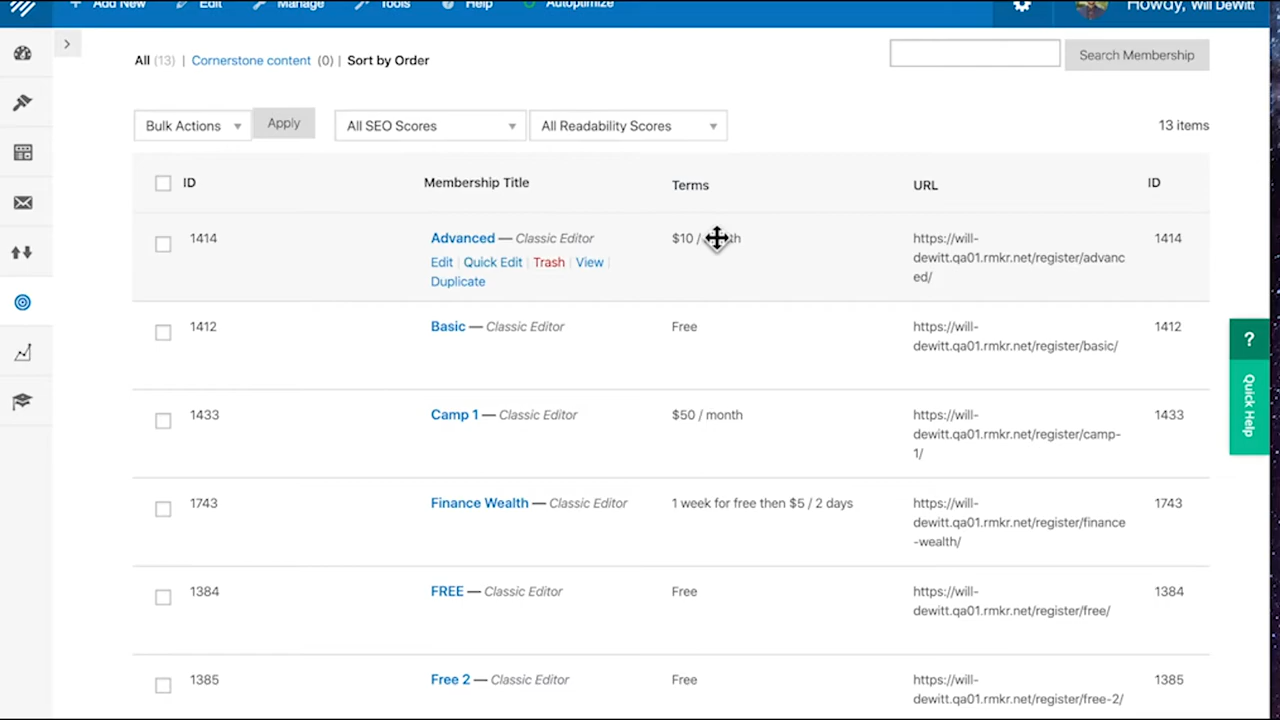 Add New Edit Manage Tools Help Autoptimize Howdy, Will DeWitt
All (13) | Cornerstone content (0) | Sort by Order
Search Membership
Bulk Actions Apply All SEO Scores All Readability Scores 13 items
ID Membership Title Terms URL ID
1414 Advanced — Classic Editor $10 / https://will- 1414
dewitt.qa01.rmkr.net/register/advanc
Edit | Quick Edit | Trash | View |
ed/
Duplicate
1412 Basic — Classic Editor Free https://will- 1412
dewitt.qa01.rmkr.net/register/basic/
1433 Camp 1 — Classic Editor $50 / month https://will- 1433
dewitt.qa01.rmkr.net/register/camp-
1/
1743 Finance Wealth — Classic Editor 1 week for free then $5 / 2 days https://will- 1743
dewitt.qa01.rmkr.net/register/finance
-wealth/
1384 FREE — Classic Editor Free https://will- 1384
dewitt.qa01.rmkr.net/register/free/
1385 Free 2 — Classic Editor Free https://will- 1385
dewitt.qa01.rmkr.net/register/free-2/
? Quick Help